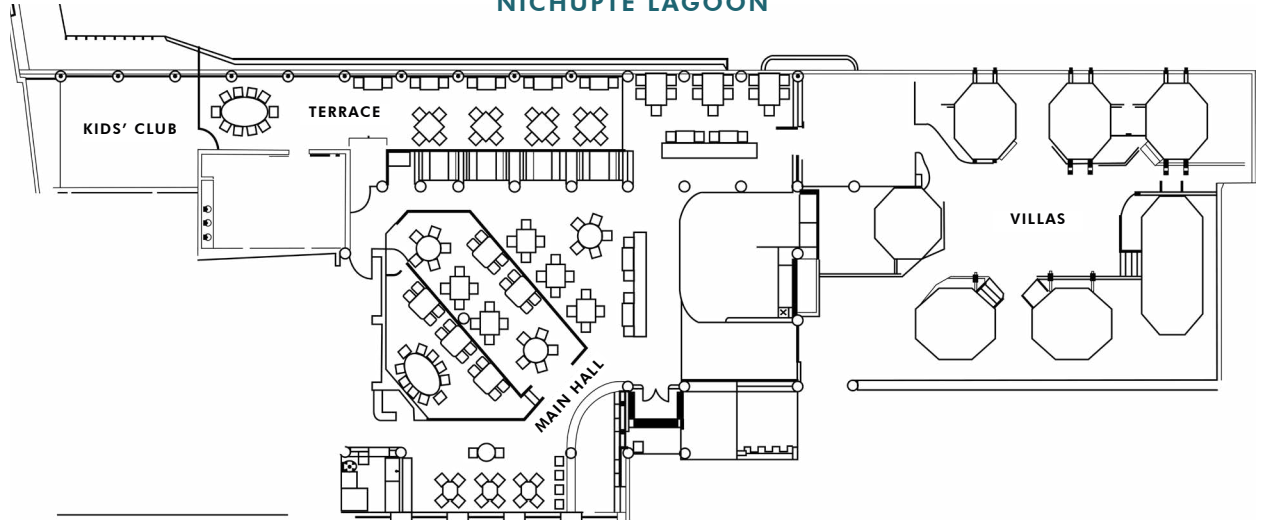 NICHUPTE LAGOON
TERRACE
KIDS' CLUB
VILLAS
MAIN HALL